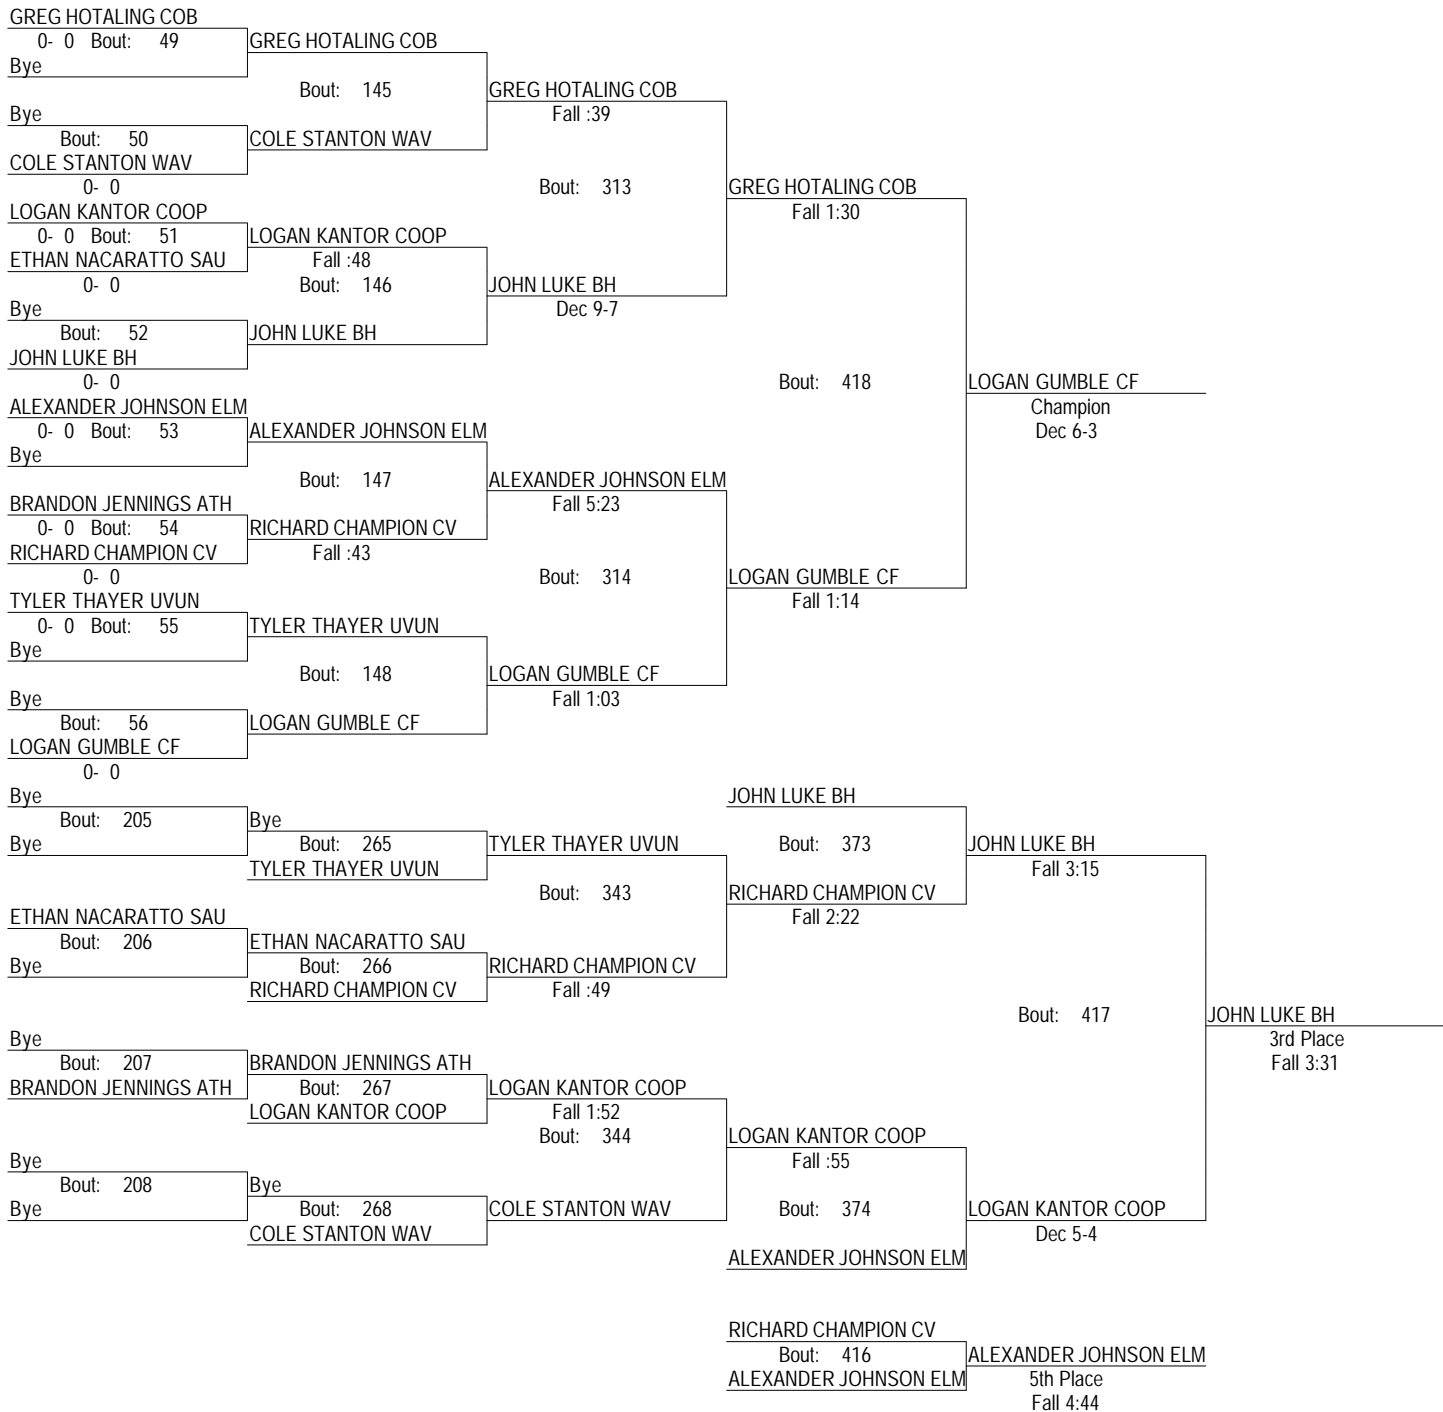 GREG HOTALING COB
0- 0 Bout: 49
GREG HOTALING COB
Bye
Bout: 145
GREG HOTALING COB
Bye
Fall :39
Bout: 50
COLE STANTON WAV
COLE STANTON WAV
0- 0
Bout: 313
GREG HOTALING COB
LOGAN KANTOR COOP
Fall 1:30
0- 0 Bout: 51
LOGAN KANTOR COOP
ETHAN NACARATTO SAU
Fall :48
0- 0
Bout: 146
JOHN LUKE BH
Bye
Dec 9-7
Bout: 52
JOHN LUKE BH
JOHN LUKE BH
0- 0
Bout: 418
LOGAN GUMBLE CF
ALEXANDER JOHNSON ELM
Champion
0- 0 Bout: 53
ALEXANDER JOHNSON ELM
Dec 6-3
Bye
Bout: 147
ALEXANDER JOHNSON ELM
BRANDON JENNINGS ATH
Fall 5:23
0- 0 Bout: 54
RICHARD CHAMPION CV
RICHARD CHAMPION CV
Fall :43
0- 0
Bout: 314
LOGAN GUMBLE CF
TYLER THAYER UVUN
Fall 1:14
0- 0 Bout: 55
TYLER THAYER UVUN
Bye
Bout: 148
LOGAN GUMBLE CF
Bye
Fall 1:03
Bout: 56
LOGAN GUMBLE CF
LOGAN GUMBLE CF
0- 0
Bye
JOHN LUKE BH
Bout: 205
Bye
Bye
Bout: 265
TYLER THAYER UVUN
Bout: 373
JOHN LUKE BH
TYLER THAYER UVUN
Fall 3:15
Bout: 343
RICHARD CHAMPION CV
ETHAN NACARATTO SAU
Fall 2:22
Bout: 206
ETHAN NACARATTO SAU
Bye
Bout: 266
RICHARD CHAMPION CV
RICHARD CHAMPION CV
Fall :49
Bout: 417
JOHN LUKE BH
Bye
3rd Place
Bout: 207
BRANDON JENNINGS ATH
Fall 3:31
BRANDON JENNINGS ATH
Bout: 267
LOGAN KANTOR COOP
LOGAN KANTOR COOP
Fall 1:52
Bout: 344
LOGAN KANTOR COOP
Bye
Fall :55
Bout: 208
Bye
Bye
Bout: 268
COLE STANTON WAV
Bout: 374
LOGAN KANTOR COOP
COLE STANTON WAV
Dec 5-4
ALEXANDER JOHNSON ELM
RICHARD CHAMPION CV
Bout: 416
ALEXANDER JOHNSON ELM
ALEXANDER JOHNSON ELM
5th Place
Fall 4:44